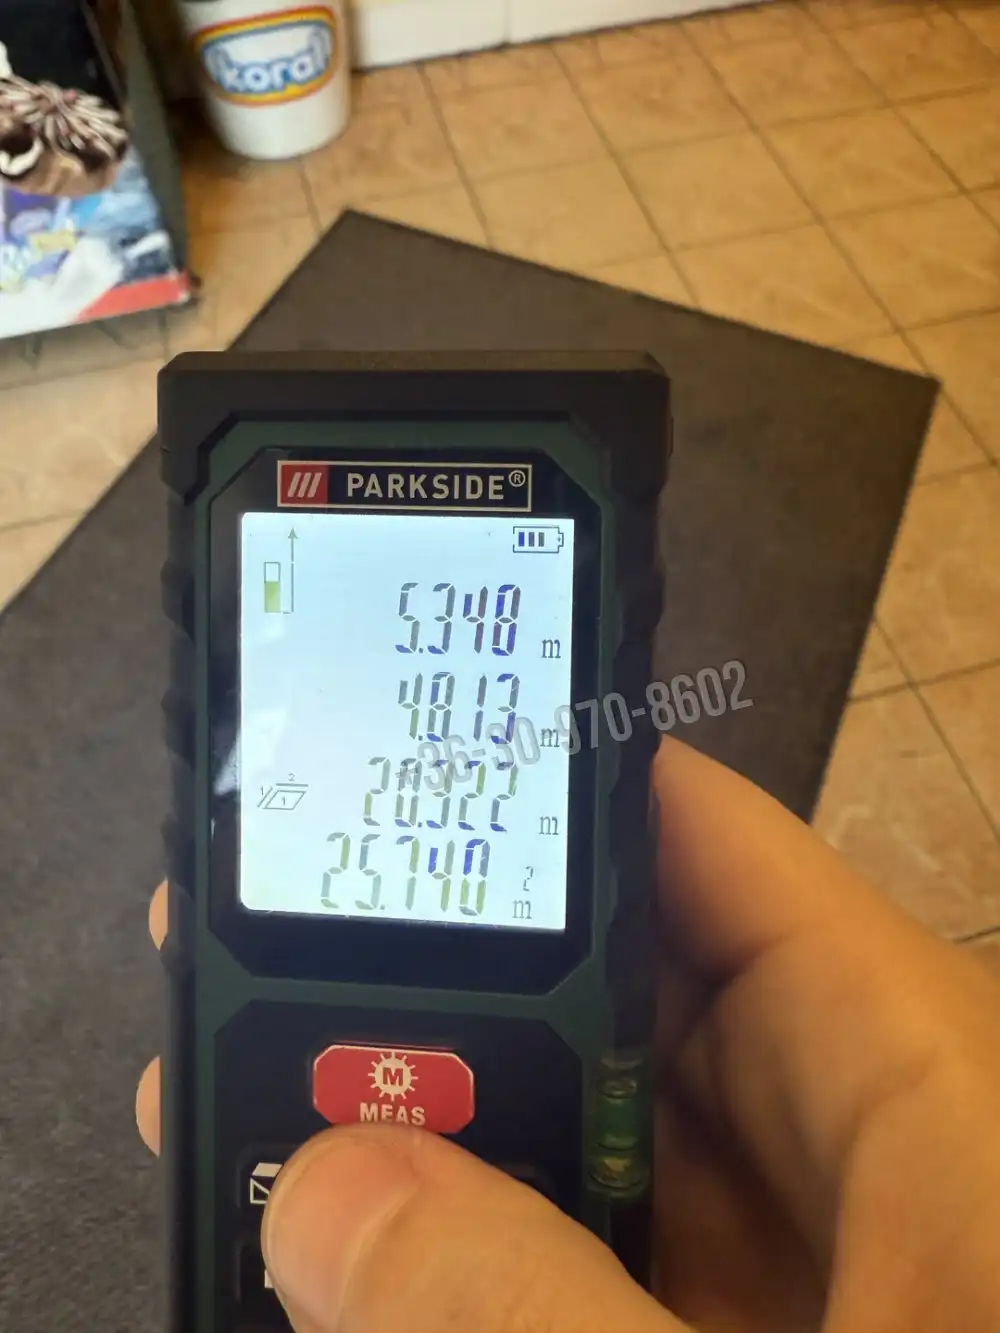 koral
PARKSIDE®
5.348 m
4.813 m
+36-30-970-8602
20.322 m
25.740 m²
M
MEAS